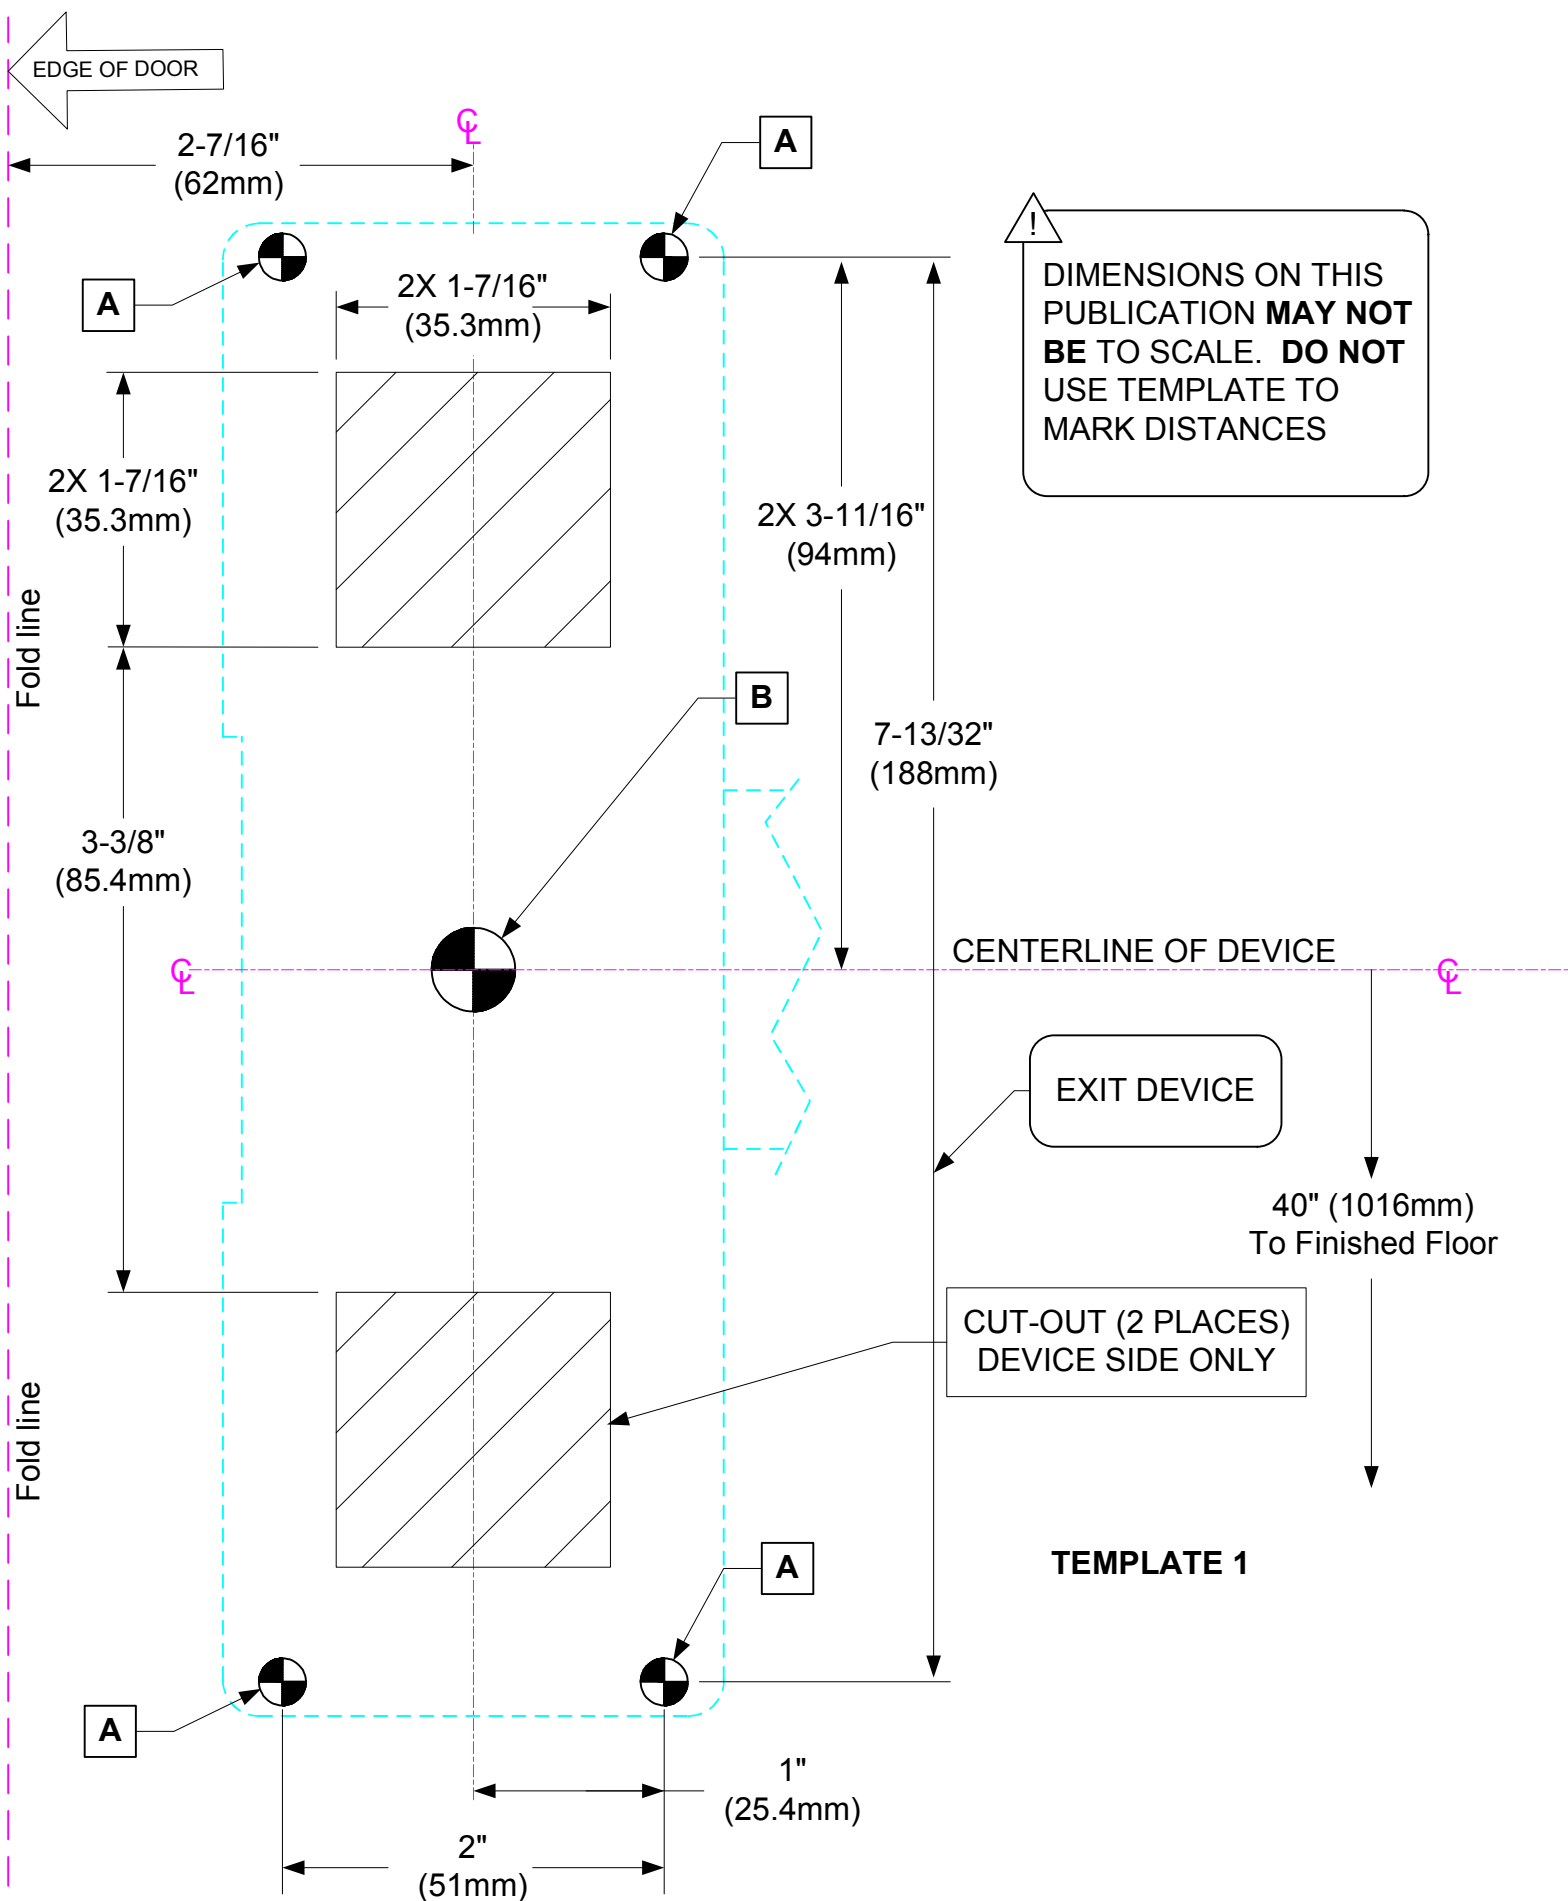 EDGE OF DOOR
℄
2-7/16"
(62mm)
A
A
2X 1-7/16"
(35.3mm)
!
DIMENSIONS ON THIS
PUBLICATION MAY NOT
BE TO SCALE. DO NOT
USE TEMPLATE TO
MARK DISTANCES
2X 1-7/16"
(35.3mm)
2X 3-11/16"
(94mm)
Fold line
B
7-13/32"
(188mm)
3-3/8"
(85.4mm)
CENTERLINE OF DEVICE
℄
℄
EXIT DEVICE
40" (1016mm)
To Finished Floor
CUT-OUT (2 PLACES)
DEVICE SIDE ONLY
Fold line
A
TEMPLATE 1
A
1"
(25.4mm)
2"
(51mm)